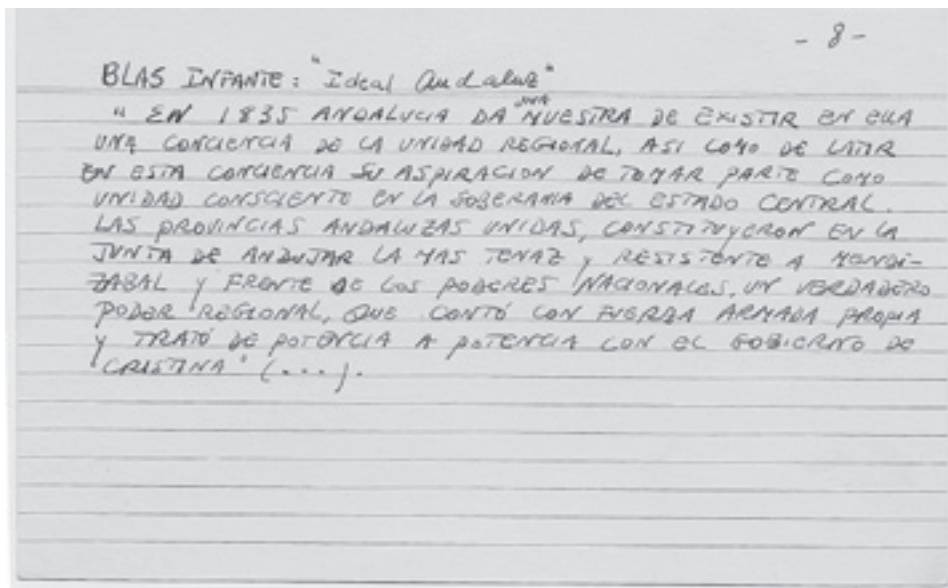 - 8 -
BLAS INFANTE: "Ideal Andaluz"
" EN 1835 ANDALUCIA DA UNA MUESTRA DE EXISTIR EN ELLA
UNA CONCIENCIA DE LA UNIDAD REGIONAL, ASI COMO DE LATIR
EN ESTA CONCIENCIA SU ASPIRACION DE TOMAR PARTE COMO
UNIDAD CONSCIENTE EN LA SOBERANIA DEL ESTADO CENTRAL.
LAS PROVINCIAS ANDALUZAS UNIDAS, CONSTITUYERON EN LA
JUNTA DE ANDUJAR LA MAS TENAZ Y RESISTENTE A MENDI-
ZABAL Y FRENTE DE LOS PODERES NACIONALES, UN VERDADERO
PODER REGIONAL, QUE CONTÓ CON FUERZA ARMADA PROPIA
Y TRATÓ DE POTENCIA A POTENCIA CON EL GOBIERNO DE
CRISTINA" (...).